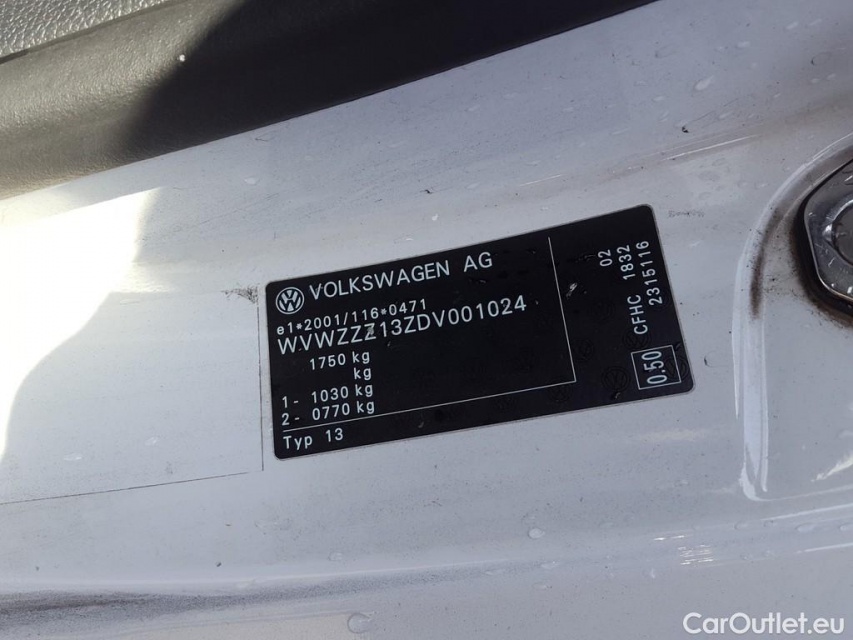 VOLKSWAGEN AG
e1*2001/116*0471
WVWZZZ13ZDV001024
1750 kg
kg
1- 1030 kg
2- 0770 kg
Typ 13
02
CFHC 1832
2315116
0.50
CarOutlet.eu